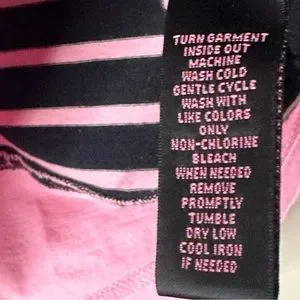 TURN GARMENT
INSIDE OUT
MACHINE
WASH COLD
GENTLE CYCLE
WASH WITH
LIKE COLORS
ONLY
NON-CHLORINE
BLEACH
WHEN NEEDED
REMOVE
PROMPTLY
TUMBLE
DRY LOW
COOL IRON
IF NEEDED